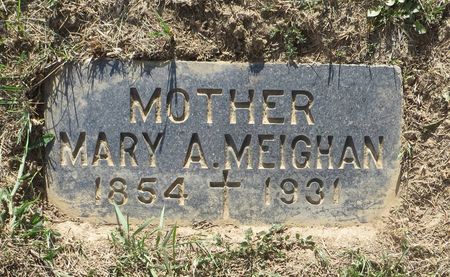 MOTHER
MARY A. MEIGHAN
1854 † 1931